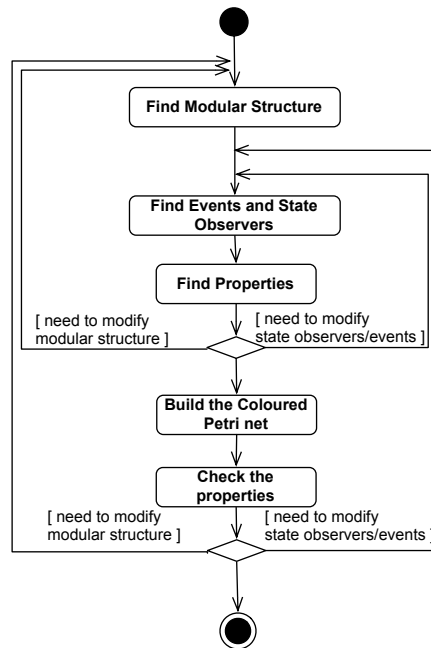 Find Modular Structure
Find Events and State
Observers
Find Properties
[ need to modify
modular structure ]
[ need to modify
state observers/events ]
Build the Coloured
Petri net
Check the
properties
[ need to modify
modular structure ]
[ need to modify
state observers/events ]